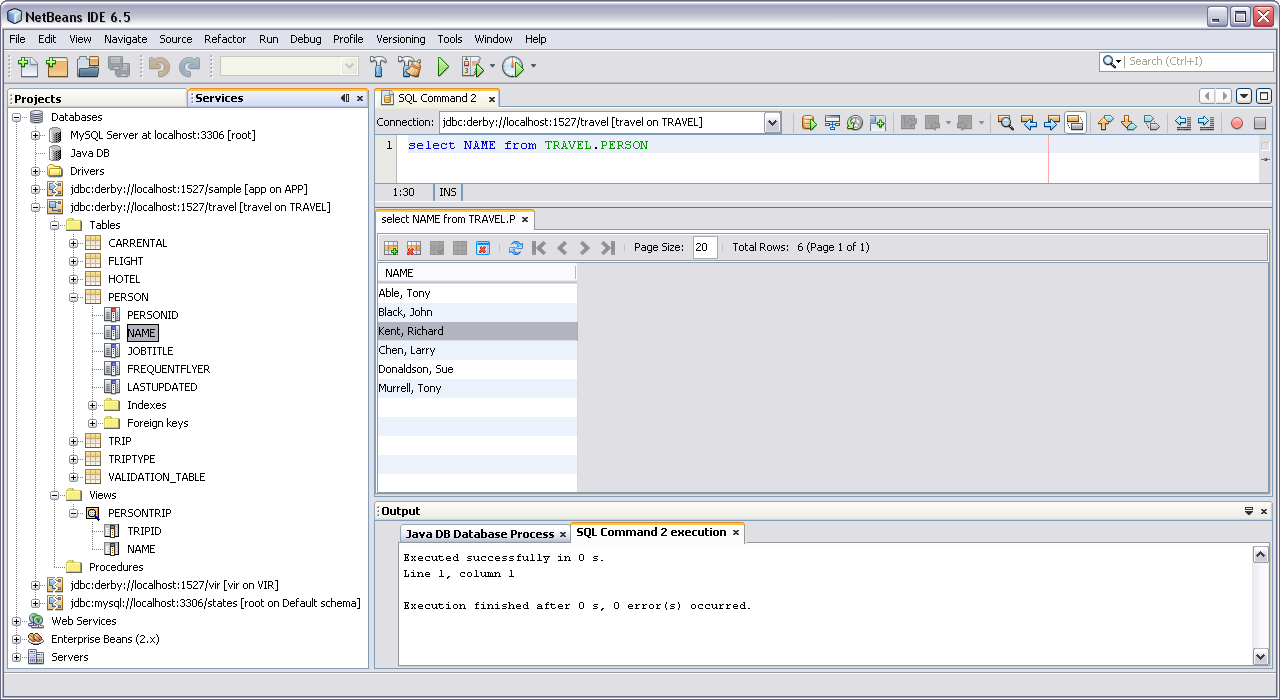 NetBeans IDE 6.5
File Edit View Navigate Source Refactor Run Debug Profile Versioning Tools Window Help
Search (Ctrl+I)
Projects
Services
Databases
MySQL Server at localhost:3306 [root]
Java DB
Drivers
jdbc:derby://localhost:1527/sample [app on APP]
jdbc:derby://localhost:1527/travel [travel on TRAVEL]
Tables
CARRENTAL
FLIGHT
HOTEL
PERSON
PERSONID
NAME
JOBTITLE
FREQUENTFLYER
LASTUPDATED
Indexes
Foreign keys
TRIP
TRIPTYPE
VALIDATION_TABLE
Views
PERSONTRIP
TRIPID
NAME
Procedures
jdbc:derby://localhost:1527/vir [vir on VIR]
jdbc:mysql://localhost:3306/states [root on Default schema]
Web Services
Enterprise Beans (2.x)
Servers
SQL Command 2
Connection: jdbc:derby://localhost:1527/travel [travel on TRAVEL]
1 select NAME from TRAVEL.PERSON
1:30 INS
select NAME from TRAVEL.P
Page Size: 20 Total Rows: 6 (Page 1 of 1)
NAME
Able, Tony
Black, John
Kent, Richard
Chen, Larry
Donaldson, Sue
Murrell, Tony
Output
Java DB Database Process SQL Command 2 execution
Executed successfully in 0 s.
Line 1, column 1
Execution finished after 0 s, 0 error(s) occurred.